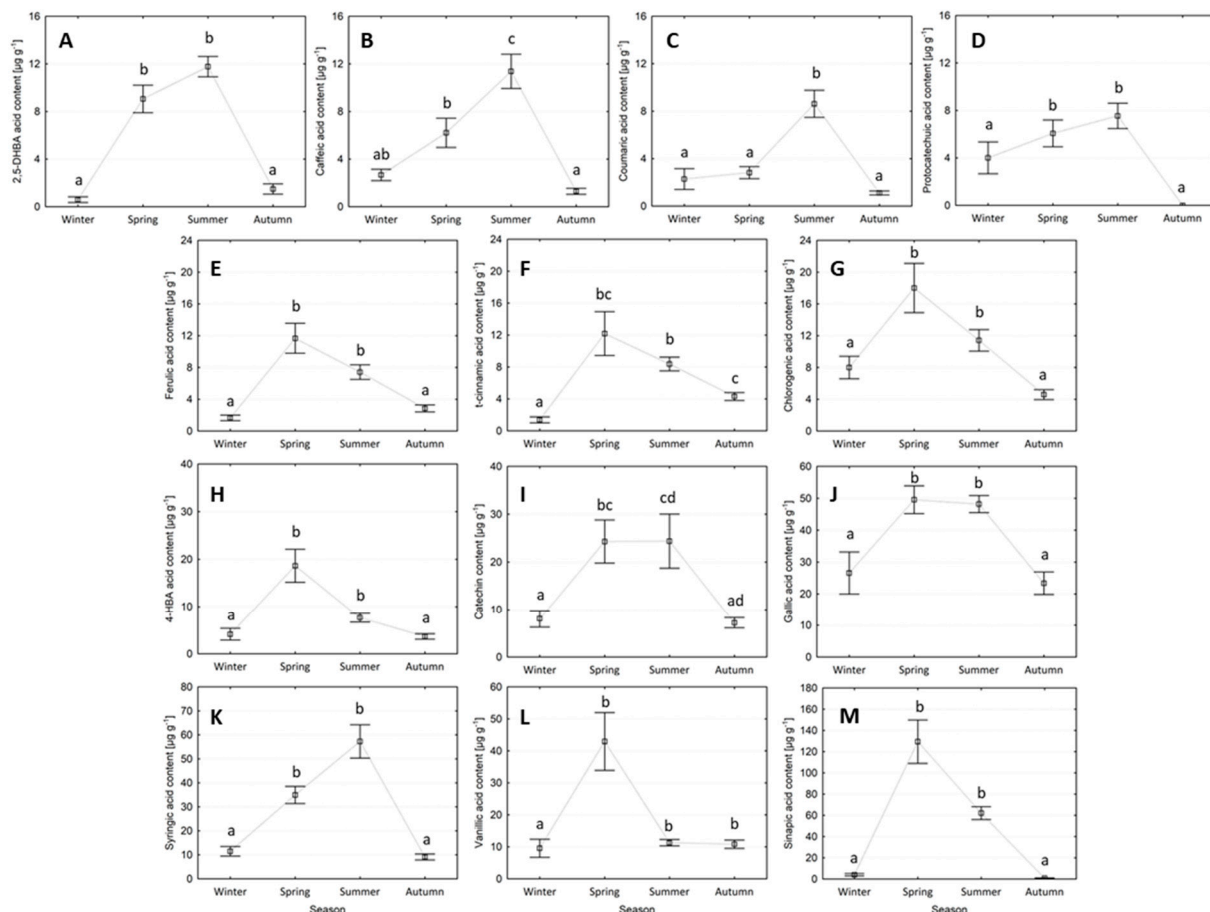 A
2,5-DHBA acid content [µg g⁻¹]
16
12
8
4
0
a
b
b
a
Winter Spring Summer Autumn
B
Caffeic acid content [µg g⁻¹]
16
12
8
4
0
ab
b
c
a
Winter Spring Summer Autumn
C
Coumaric acid content [µg g⁻¹]
16
12
8
4
0
a
a
b
a
Winter Spring Summer Autumn
D
Protocatechuic acid content [µg g⁻¹]
16
12
8
4
0
a
b
b
a
Winter Spring Summer Autumn
E
Ferulic acid content [µg g⁻¹]
24
20
16
12
8
4
0
a
b
b
a
Winter Spring Summer Autumn
F
t-cinnamic acid content [µg g⁻¹]
24
20
16
12
8
4
0
a
bc
b
c
Winter Spring Summer Autumn
G
Chlorogenic acid content [µg g⁻¹]
24
20
16
12
8
4
0
a
b
b
a
Winter Spring Summer Autumn
H
4-HBA acid content [µg g⁻¹]
40
30
20
10
0
a
b
b
a
Winter Spring Summer Autumn
I
Catechin content [µg g⁻¹]
40
30
20
10
0
a
bc
cd
ad
Winter Spring Summer Autumn
J
Gallic acid content [µg g⁻¹]
60
50
40
30
20
10
0
a
b
b
a
Winter Spring Summer Autumn
K
Syringic acid content [µg g⁻¹]
80
70
60
50
40
30
20
10
0
a
b
b
a
Winter Spring Summer Autumn
Season
L
Vanillic acid content [µg g⁻¹]
60
50
40
30
20
10
0
a
b
b
b
Winter Spring Summer Autumn
Season
M
Sinapic acid content [µg g⁻¹]
180
160
140
120
100
80
60
40
20
0
a
b
b
a
Winter Spring Summer Autumn
Season